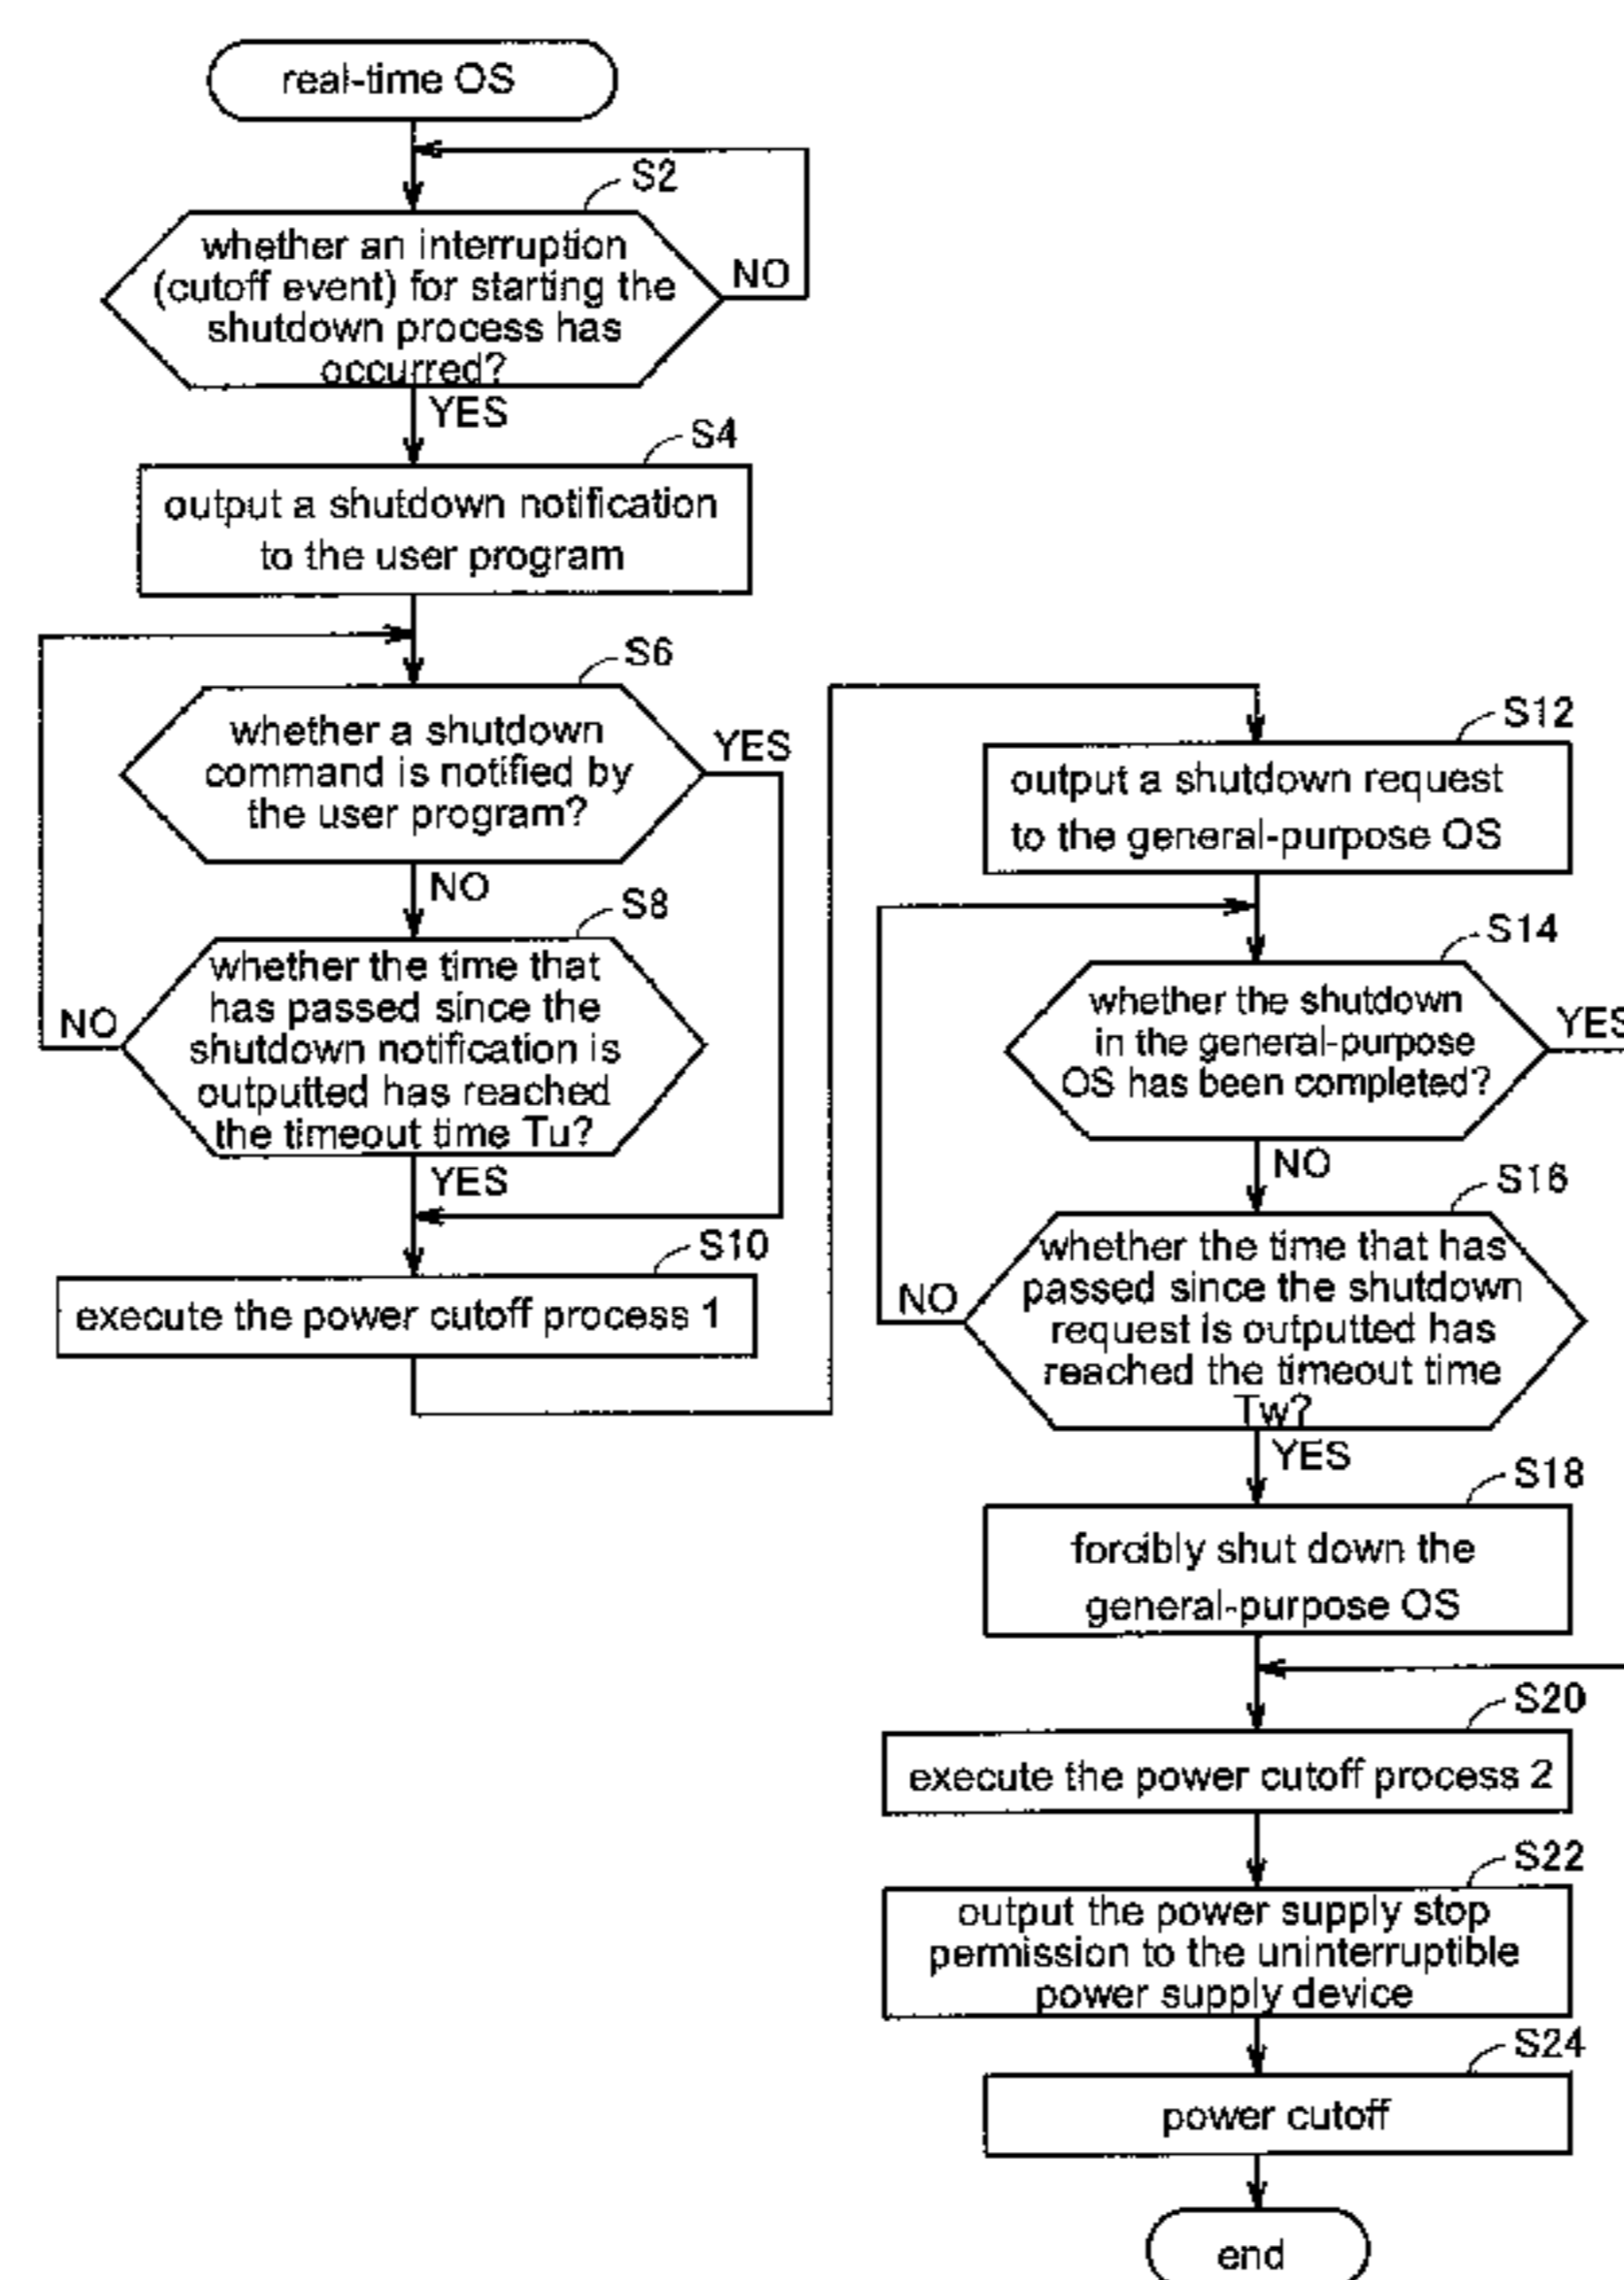 real-time OS
S2
whether an interruption
(cutoff event) for starting the
shutdown process has
occurred?
NO
YES
S4
output a shutdown notification
to the user program
S6
whether a shutdown
command is notified by
the user program?
YES
NO
S8
whether the time that
has passed since the
shutdown notification is
outputted has reached
the timeout time Tu?
NO
YES
S10
execute the power cutoff process 1
S12
output a shutdown request
to the general-purpose OS
S14
whether the shutdown
in the general-purpose
OS has been completed?
YES
NO
S16
whether the time that has
passed since the shutdown
request is outputted has
reached the timeout time
Tw?
NO
YES
S18
forcibly shut down the
general-purpose OS
S20
execute the power cutoff process 2
S22
output the power supply stop
permission to the uninterruptible
power supply device
S24
power cutoff
end